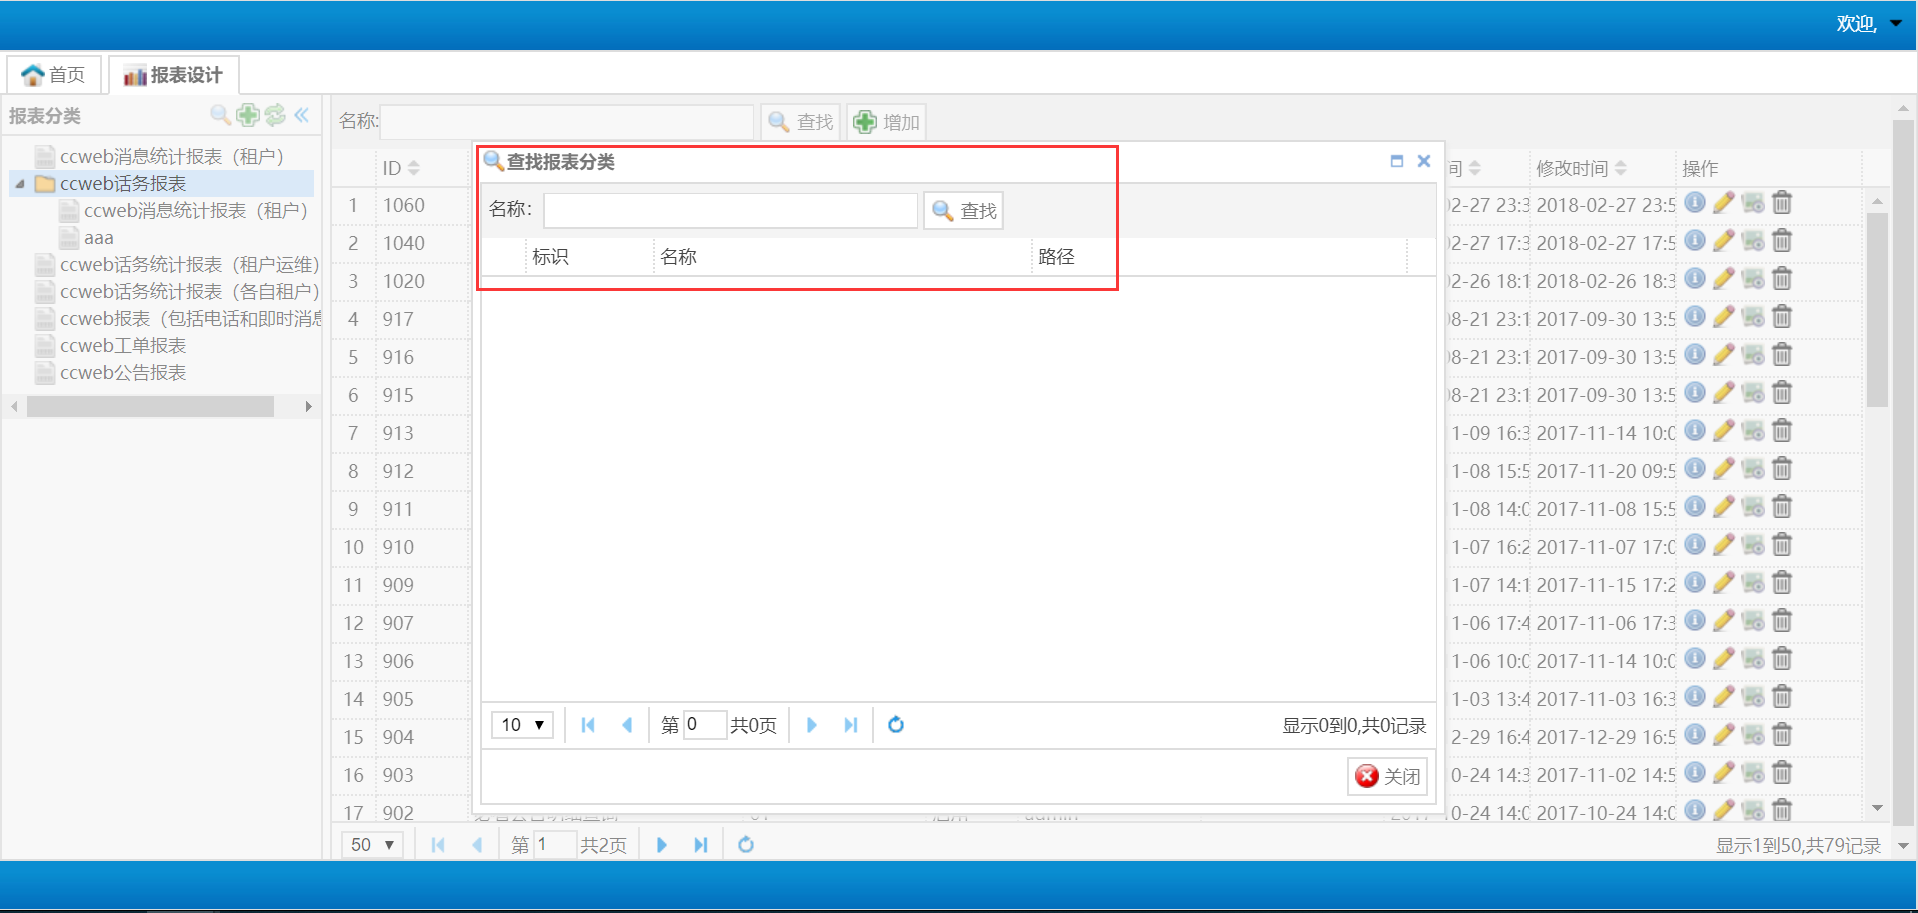 欢迎,
首页
报表设计
报表分类
ccweb消息统计报表（租户）
ccweb话务报表
ccweb消息统计报表（租户）
aaa
ccweb话务统计报表（租户运维）
ccweb话务统计报表（各自租户）
ccweb报表（包括电话和即时消息
ccweb工单报表
ccweb公告报表
名称: 查找 增加
ID 间 修改时间 操作
查找报表分类
名称: 查找
标识 名称 路径
1 1060 02-27 23:3 2018-02-27 23:5
2 1040 02-27 17:3 2018-02-27 17:5
3 1020 02-26 18:1 2018-02-26 18:3
4 917 08-21 23:1 2017-09-30 13:5
5 916 08-21 23:1 2017-09-30 13:5
6 915 08-21 23:1 2017-09-30 13:5
7 913 1-09 16:3 2017-11-14 10:0
8 912 1-08 15:5 2017-11-20 09:5
9 911 1-08 14:0 2017-11-08 15:5
10 910 1-07 16:2 2017-11-07 17:0
11 909 1-07 14:1 2017-11-15 17:2
12 907 1-06 17:4 2017-11-06 17:3
13 906 1-06 10:0 2017-11-14 10:0
14 905 1-03 13:4 2017-11-03 16:3
15 904 2-29 16:4 2017-12-29 16:5
16 903 0-24 14:3 2017-11-02 14:5
17 902 0-24 14:0 2017-10-24 14:0
10 第 0 共0页 显示0到0,共0记录
关闭
50 第 1 共2页 显示1到50,共79记录